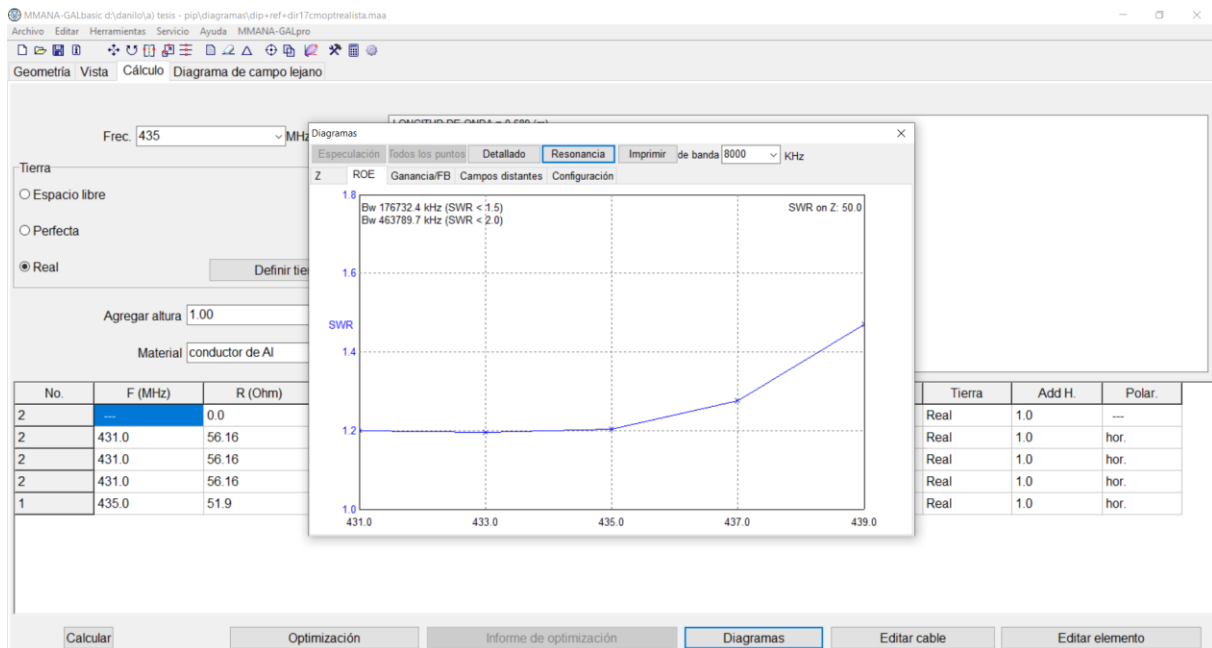 MMANA-GALbasic d:\danilo\a) tesis - pip\diagramas\dip+ref+dir17cmoptrealista.maa
Archivo Editar Herramientas Servicio Ayuda MMANA-GALpro
Geometría Vista Cálculo Diagrama de campo lejano
LONGITUD DE ONDA = 0.689 (m)
Frec. 435 MHz
Diagramas
Especulación Todos los puntos Detallado Resonancia Imprimir de banda 8000 KHz
Z ROE Ganancia/FB Campos distantes Configuración
Tierra
Espacio libre
Perfecta
Real
Definir tie
Agregar altura 1.00
Material conductor de Al
1.8
Bw 176732.4 kHz (SWR < 1.5) SWR on Z: 50.0
Bw 463789.7 kHz (SWR < 2.0)
1.6
SWR
1.4
1.2
1.0
431.0 433.0 435.0 437.0 439.0
No. F (MHz) R (Ohm) Tierra Add H. Polar.
2 --- 0.0 Real 1.0 ---
2 431.0 56.16 Real 1.0 hor.
2 431.0 56.16 Real 1.0 hor.
2 431.0 56.16 Real 1.0 hor.
1 435.0 51.9 Real 1.0 hor.
Calcular Optimización Informe de optimización Diagramas Editar cable Editar elemento